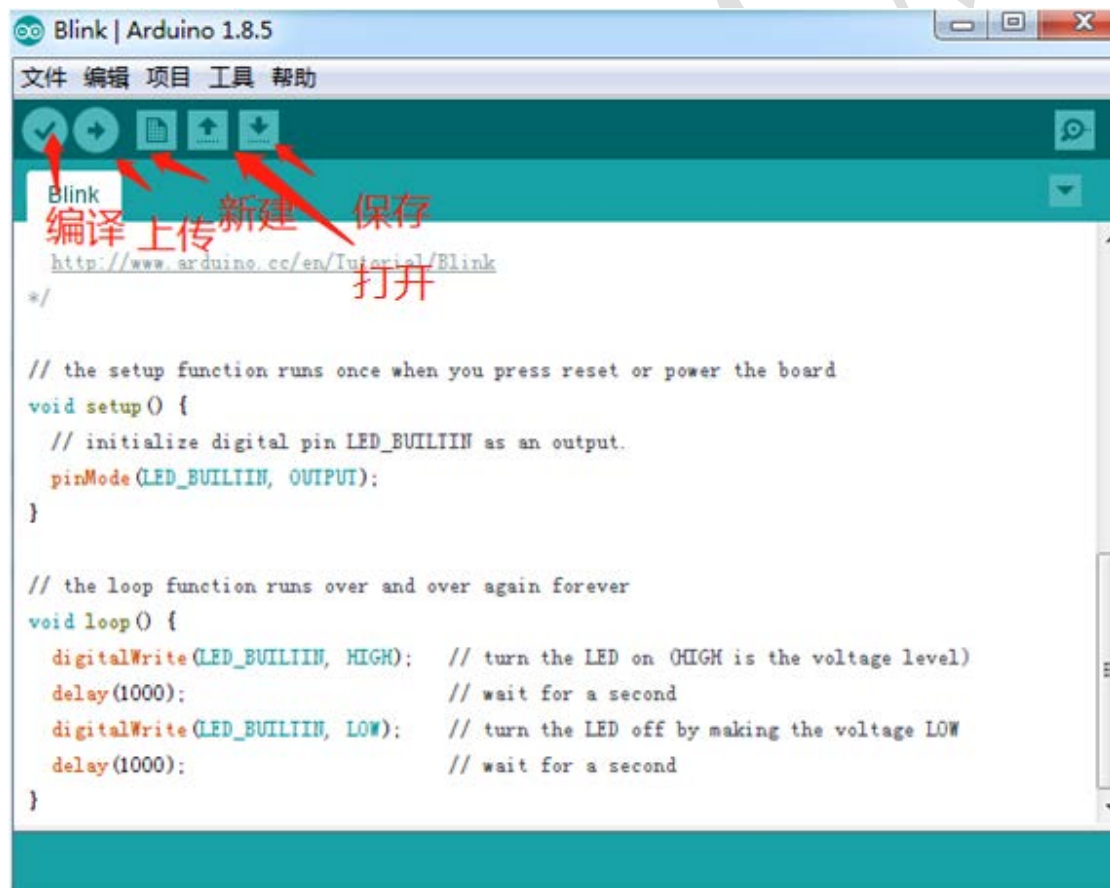 Blink | Arduino 1.8.5
文件 编辑 项目 工具 帮助
Blink
编译 上传 新建 保存
打开
http://www.arduino.cc/en/Tutorial/Blink
*/
// the setup function runs once when you press reset or power the board
void setup() {
// initialize digital pin LED_BUILTIN as an output.
pinMode(LED_BUILTIN, OUTPUT);
}
// the loop function runs over and over again forever
void loop() {
digitalWrite(LED_BUILTIN, HIGH); // turn the LED on (HIGH is the voltage level)
delay(1000); // wait for a second
digitalWrite(LED_BUILTIN, LOW); // turn the LED off by making the voltage LOW
delay(1000); // wait for a second
}